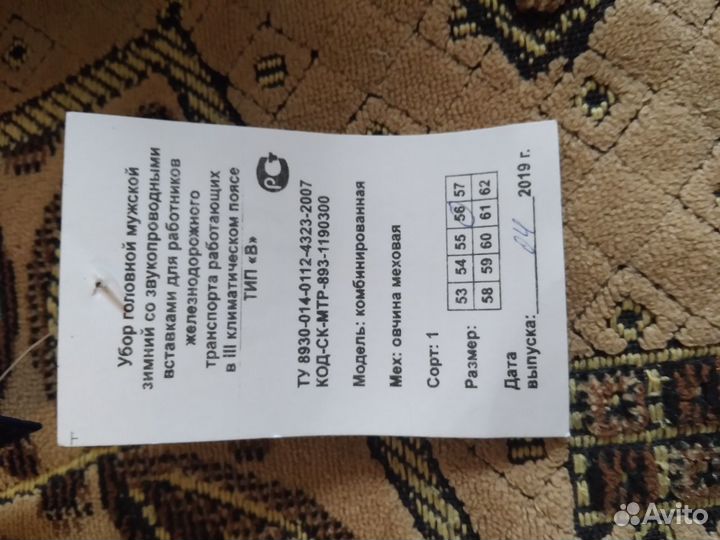 Убор головной мужской
зимний со звукопроводными
вставками для работников
железнодорожного
транспорта работающих
в III климатическом поясе
ТИП «В»
РСТ
ТУ 8930-014-0112-4323-2007
КОД-СК-МТР-893-1190300
Модель: комбинированная
Мех: овчина меховая
Сорт: 1
Размер: 53 54 55 56 57
58 59 60 61 62
Дата
выпуска: 04 2019 г.
Avito